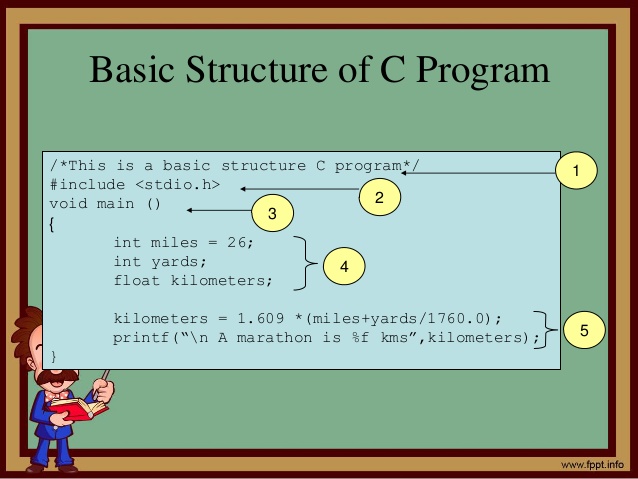 Basic Structure of C Program
/*This is a basic structure C program*/
1
#include <stdio.h>
2
void main ()
3
{
int miles = 26;
int yards;
4
float kilometers;
kilometers = 1.609 *(miles+yards/1760.0);
printf(“\n A marathon is %f kms”,kilometers);
5
}
www.fppt.info